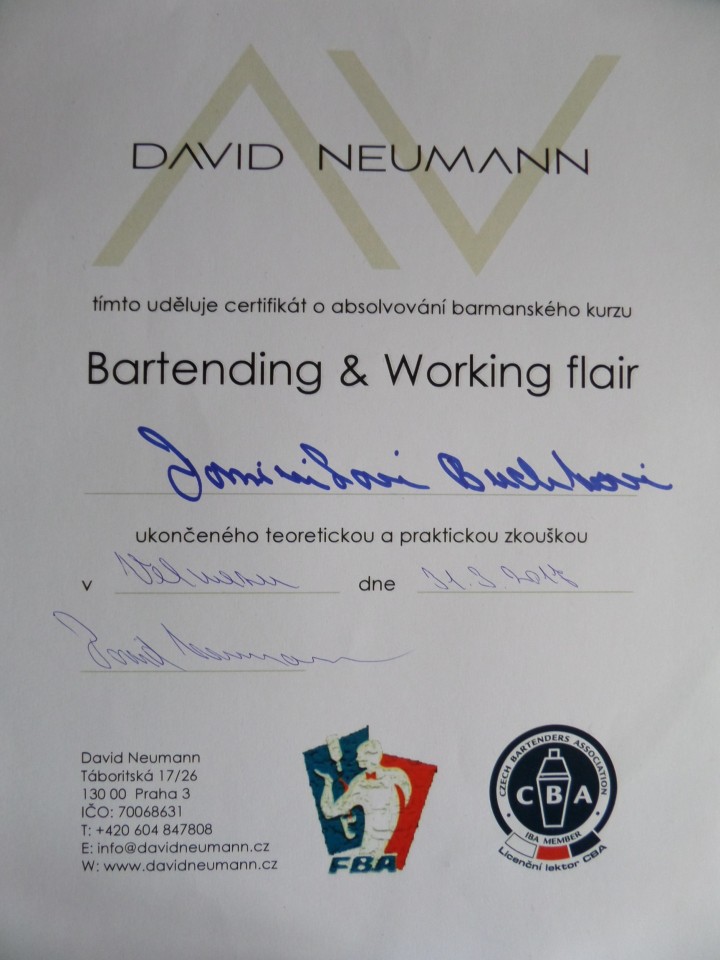 DAVID NEUMANN
tímto uděluje certifikát o absolvování barmanského kurzu
Bartending & Working flair
ukončeného teoretickou a praktickou zkouškou
v dne
David Neumann
David Neumann
Táboritská 17/26
130 00 Praha 3
IČO: 70068631
T: +420 604 847808
E: info@davidneumann.cz
W: www.davidneumann.cz
FBA
CZECH BARTENDERS ASSOCIATION
CBA
IBA MEMBER
Licenční lektor CBA